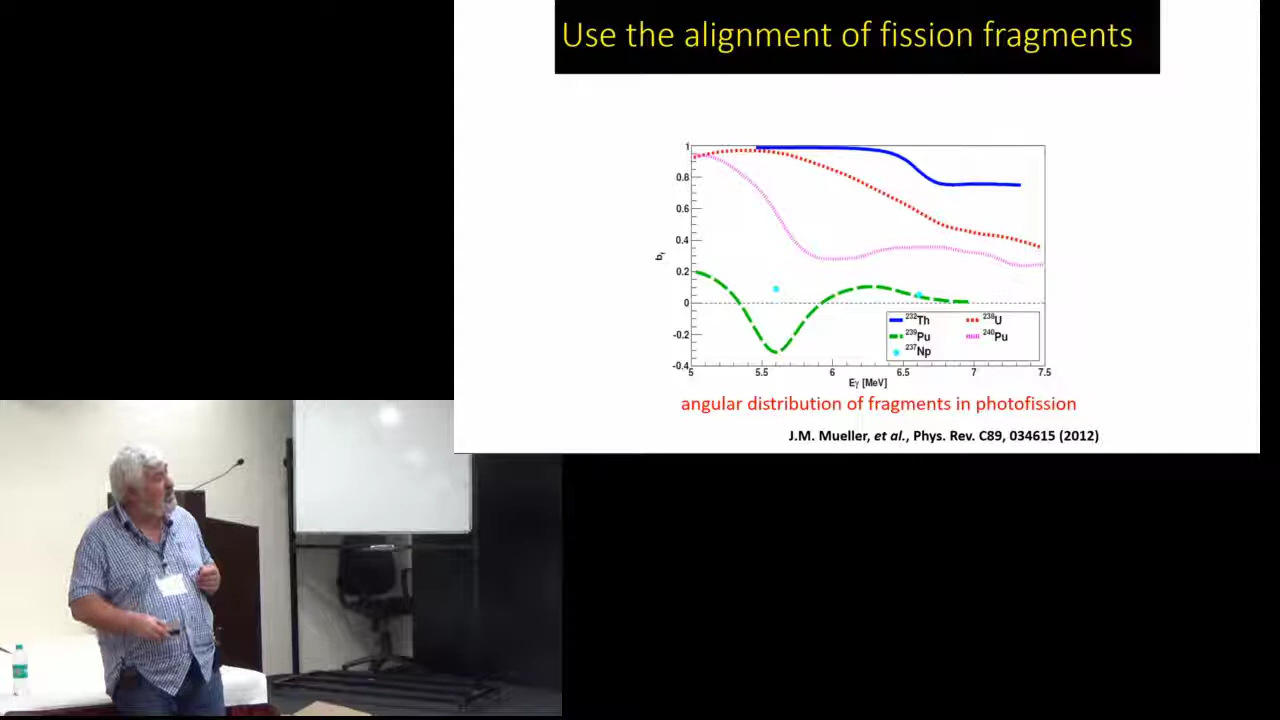 Use the alignment of fission fragments
1
0.8
0.6
0.4
0.2
0
-0.2
-0.4
b_f
5 5.5 6 6.5 7 7.5
Eγ [MeV]
²³²Th ²³⁸U
²³⁹Pu ²⁴⁰Pu
²³⁷Np
angular distribution of fragments in photofission
J.M. Mueller, et al., Phys. Rev. C89, 034615 (2012)